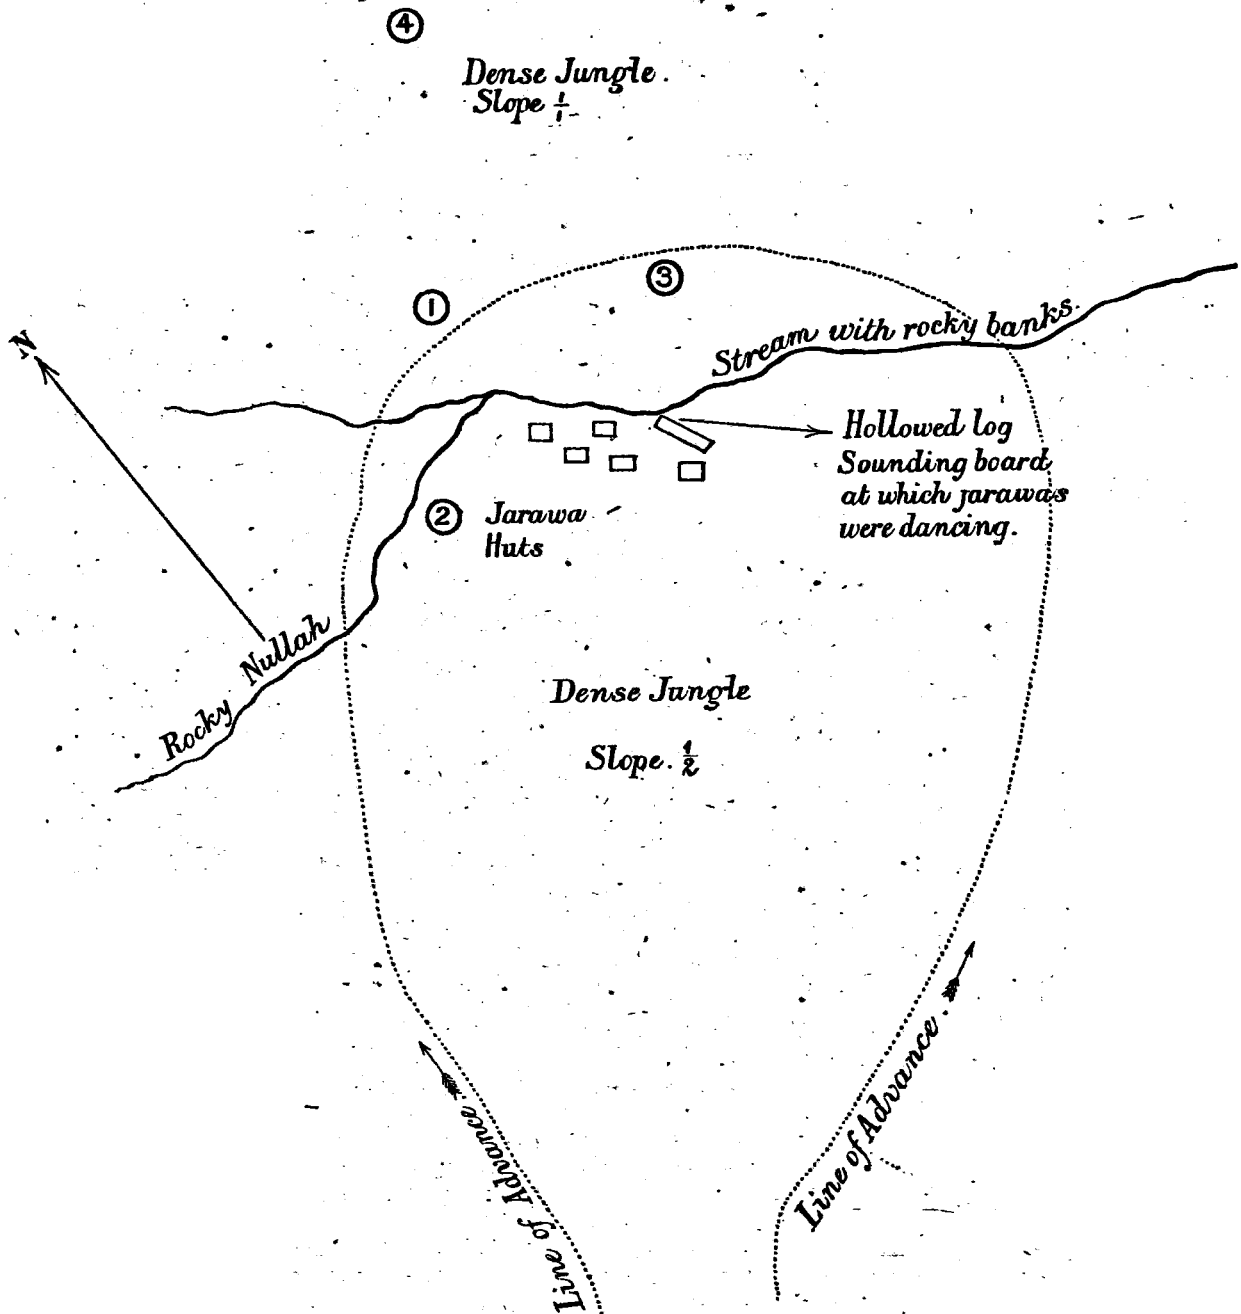 ④
Dense Jungle.
Slope 1/1
③
①
N
Stream with rocky banks.
Hollowed log
Sounding board
at which jarawas
were dancing.
② Jarawa
Huts
Rocky Nullah
Dense Jungle
Slope. 1/2
Line of Advance.
Line of Advance.